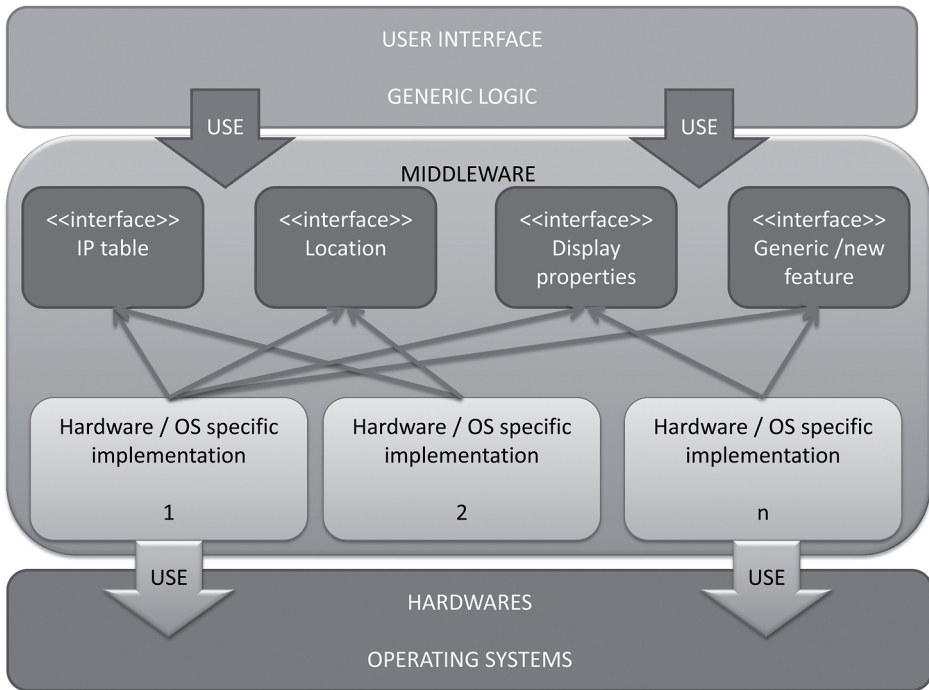 USER INTERFACE
GENERIC LOGIC
USE
USE
MIDDLEWARE
<<interface>>
IP table
<<interface>>
Location
<<interface>>
Display
properties
<<interface>>
Generic /new
feature
Hardware / OS specific
implementation
1
Hardware / OS specific
implementation
2
Hardware / OS specific
implementation
n
USE
USE
HARDWARES
OPERATING SYSTEMS